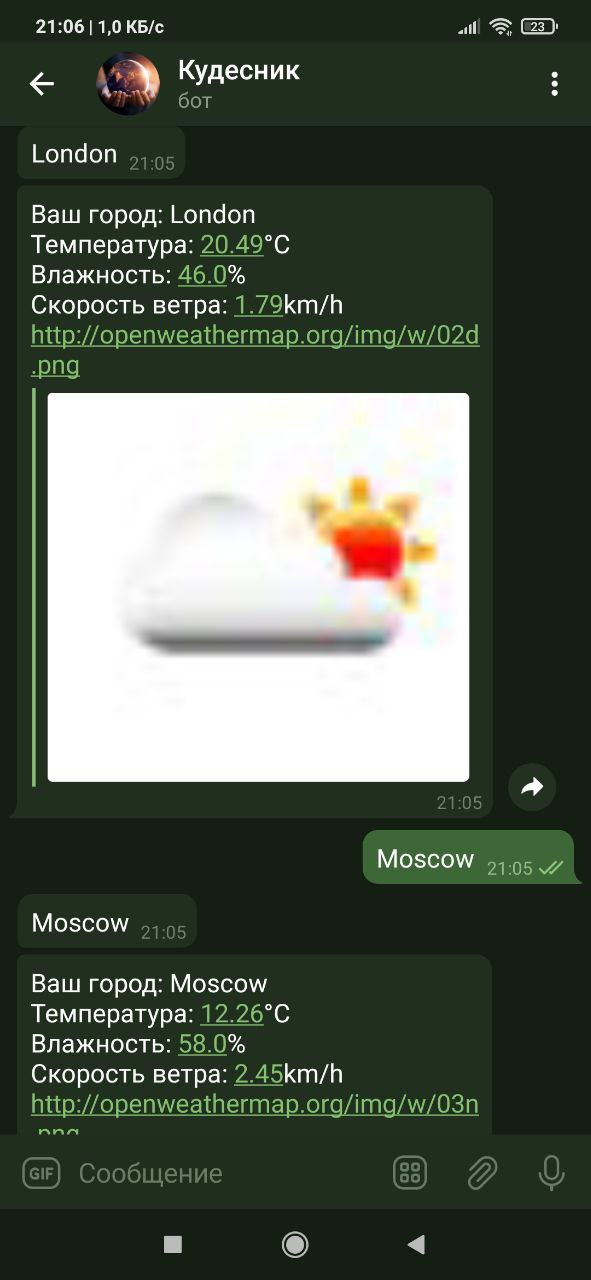 21:06 | 1,0 КБ/с
23
Кудесник
бот
London 21:05
Ваш город: London
Температура: 20.49°C
Влажность: 46.0%
Скорость ветра: 1.79km/h
http://openweathermap.org/img/w/02d
.png
21:05
Moscow 21:05
Moscow 21:05
Ваш город: Moscow
Температура: 12.26°C
Влажность: 58.0%
Скорость ветра: 2.45km/h
http://openweathermap.org/img/w/03n
.png
GIF Сообщение